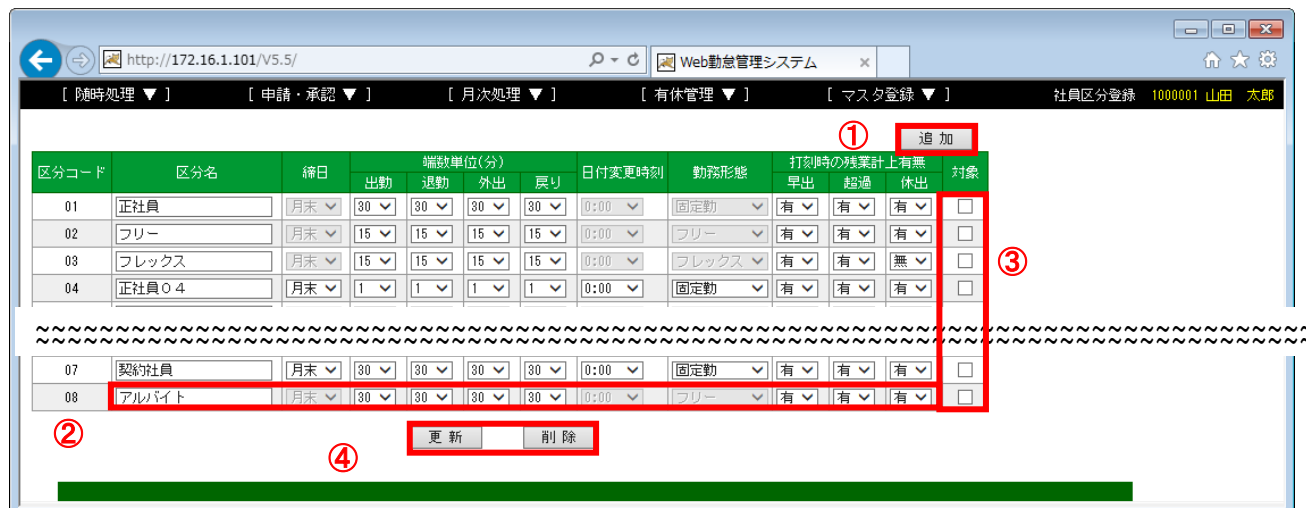 http://172.16.1.101/V5.5/ Web勤怠管理システム ×
[ 随時処理 ▼ ] [ 申請・承認 ▼ ] [ 月次処理 ▼ ] [ 有休管理 ▼ ] [ マスタ登録 ▼ ] 社員区分登録 1000001 山田 太郎
① 追 加
区分コード 区分名 締日 端数単位(分) 日付変更時刻 勤務形態 打刻時の残業計上有無 対象
出勤 退勤 外出 戻り 早出 超過 休出
01 正社員 月末 30 30 30 30 0:00 固定勤 有 有 有
02 フリー 月末 15 15 15 15 0:00 フリー 有 有 有
03 フレックス 月末 15 15 15 15 0:00 フレックス 有 有 無
③
04 正社員04 月末 1 1 1 1 0:00 固定勤 有 有 有
~~~~~~~~~~~~~~~~~~~~~~~~~~~~~~~~~~~~~~~~~~~~~~~~~~~~~~~~~~~~~~~~~~~~~~~~~~~~~~~~
~~~~~~~~~~~~~~~~~~~~~~~~~~~~~~~~~~~~~~~~~~~~~~~~~~~~~~~~~~~~~~~~~~~~~~~~~~~~~~~~
07 契約社員 月末 30 30 30 30 0:00 固定勤 有 有 有
08 アルバイト 月末 30 30 30 30 0:00 フリー 有 有 有
② 更 新 削 除
④